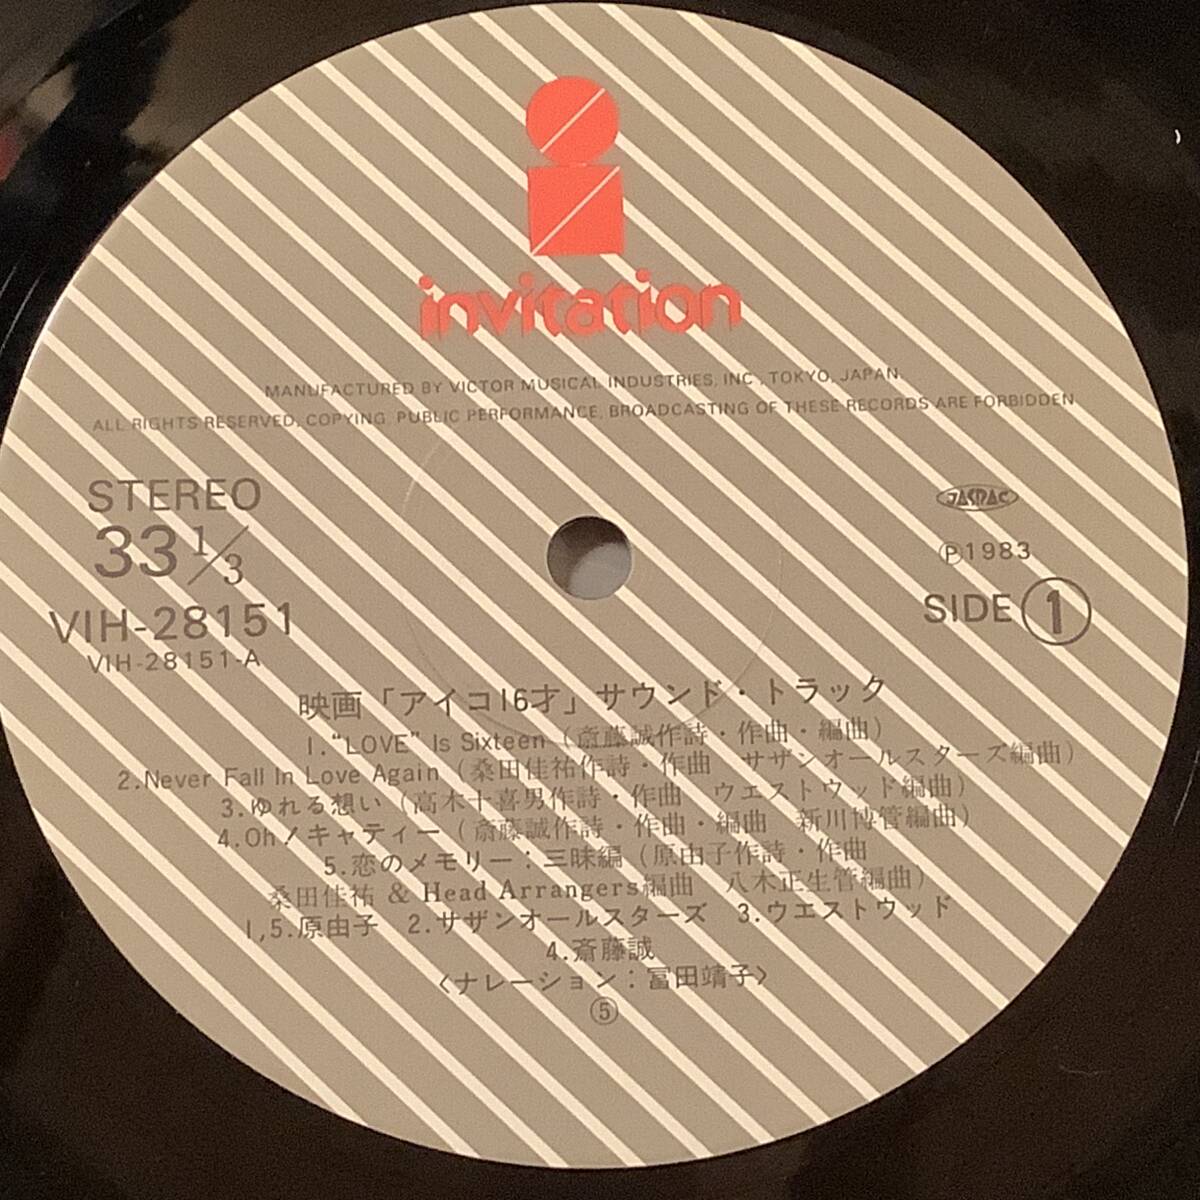 invitation
MANUFACTURED BY VICTOR MUSICAL INDUSTRIES, INC., TOKYO, JAPAN.
ALL RIGHTS RESERVED, COPYING, PUBLIC PERFORMANCE, BROADCASTING OF THESE RECORDS ARE FORBIDDEN
STEREO
33 1/3
VIH-28151
VIH-28151-A
JASRAC
Ⓟ1983
SIDE 1
映画「アイコ16才」サウンド・トラック
1. “LOVE” Is Sixteen (斎藤誠作詩・作曲・編曲)
2. Never Fall In Love Again (桑田佳祐作詩・作曲 サザンオールスターズ編曲)
3. ゆれる想い (高木十喜男作詩・作曲 ウエストウッド編曲)
4. Oh! キャティー (斎藤誠作詩・作曲・編曲 新川博管編曲)
5. 恋のメモリー:三昧編 (原由子作詩・作曲
桑田佳祐 & Head Arrangers編曲 八木正生管編曲)
1,5. 原由子 2. サザンオールスターズ 3. ウエストウッド
4. 斎藤誠
〈ナレーション:冨田靖子〉
⑤